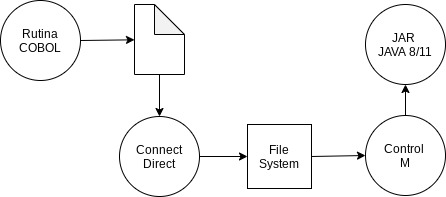 Rutina
COBOL
JAR
JAVA 8/11
Connect
Direct
File
System
Control
M